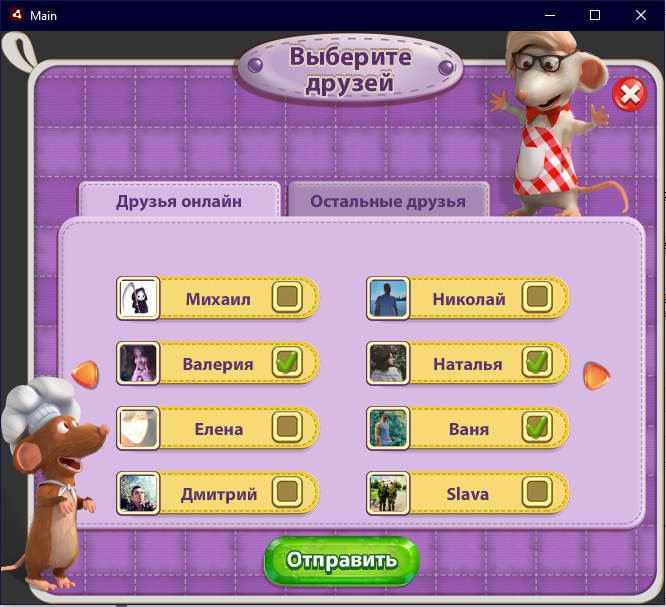 Main
Выберите
друзей
Друзья онлайн
Остальные друзья
Михаил
Николай
Валерия
Наталья
Елена
Ваня
Дмитрий
Slava
Отправить